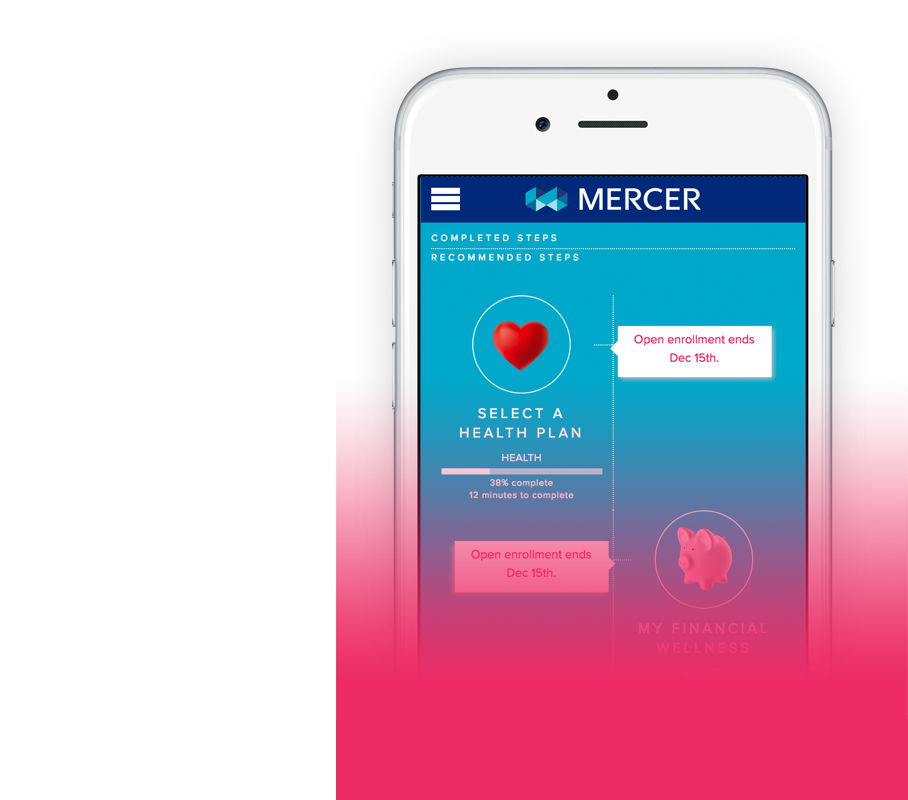 MERCER
COMPLETED STEPS
RECOMMENDED STEPS
Open enrollment ends
Dec 15th.
SELECT A
HEALTH PLAN
HEALTH
38% complete
12 minutes to complete
Open enrollment ends
Dec 15th.
MY FINANCIAL
WELLNESS